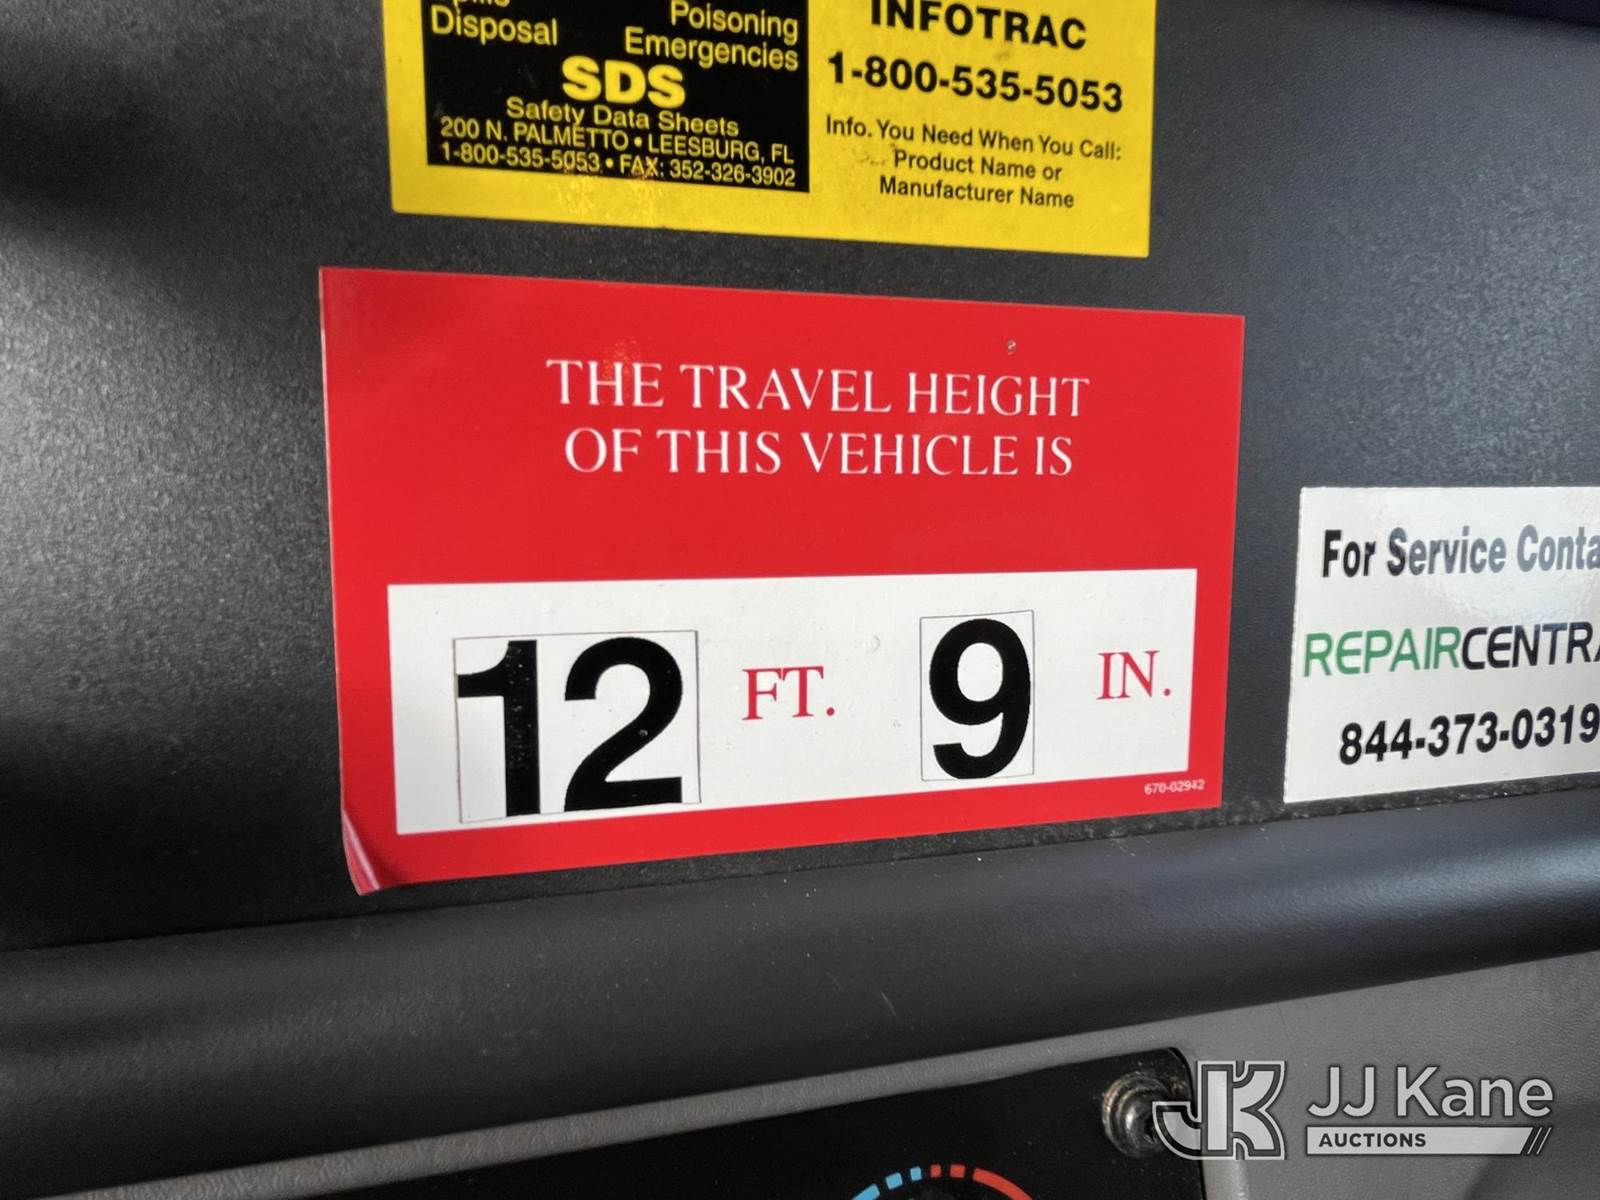 Poisoning
Disposal Emergencies
SDS
Safety Data Sheets
200 N. PALMETTO • LEESBURG, FL
1-800-535-5053 • FAX: 352-326-3902
INFOTRAC
1-800-535-5053
Info. You Need When You Call:
Product Name or
Manufacturer Name
THE TRAVEL HEIGHT
OF THIS VEHICLE IS
12 FT. 9 IN.
670-02942
For Service Conta
REPAIRCENTRA
844-373-0319
JK JJ Kane
AUCTIONS